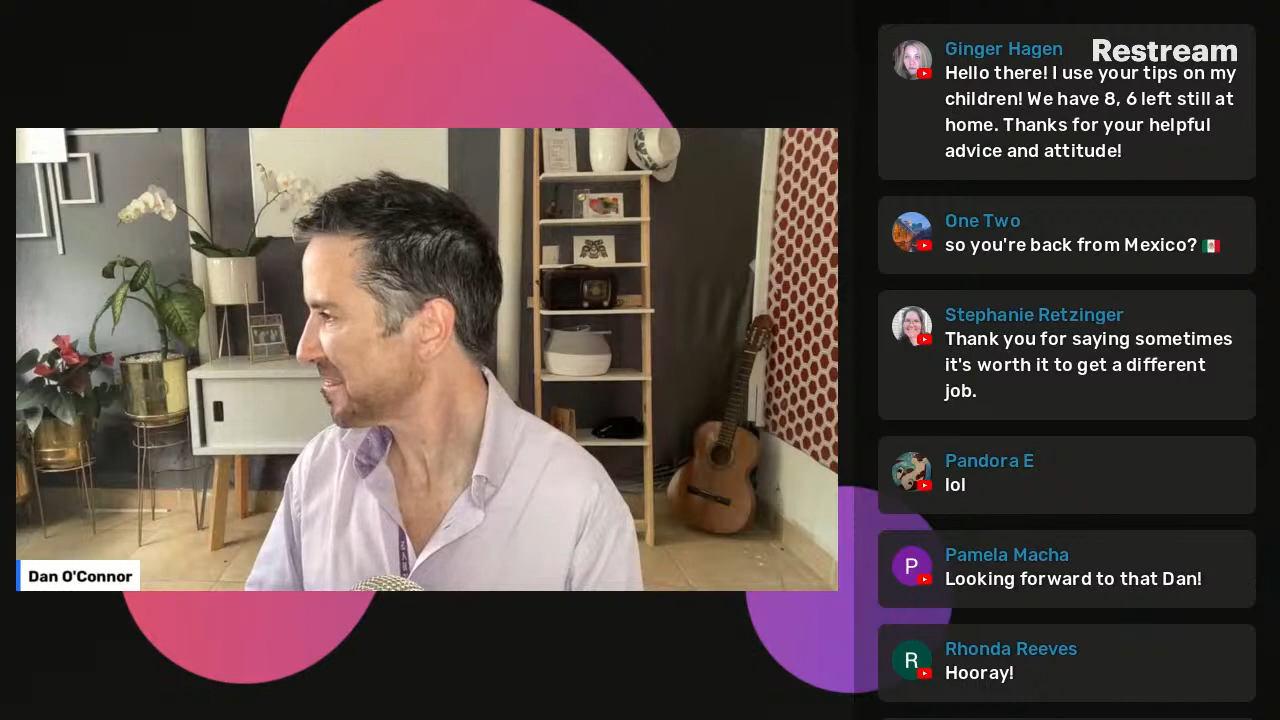 Restream
Ginger Hagen
Hello there! I use your tips on my
children! We have 8, 6 left still at
home. Thanks for your helpful
advice and attitude!
One Two
so you're back from Mexico? 🇲🇽
Stephanie Retzinger
Thank you for saying sometimes
it's worth it to get a different
job.
Pandora E
lol
P
Pamela Macha
Looking forward to that Dan!
R
Rhonda Reeves
Hooray!
Dan O'Connor